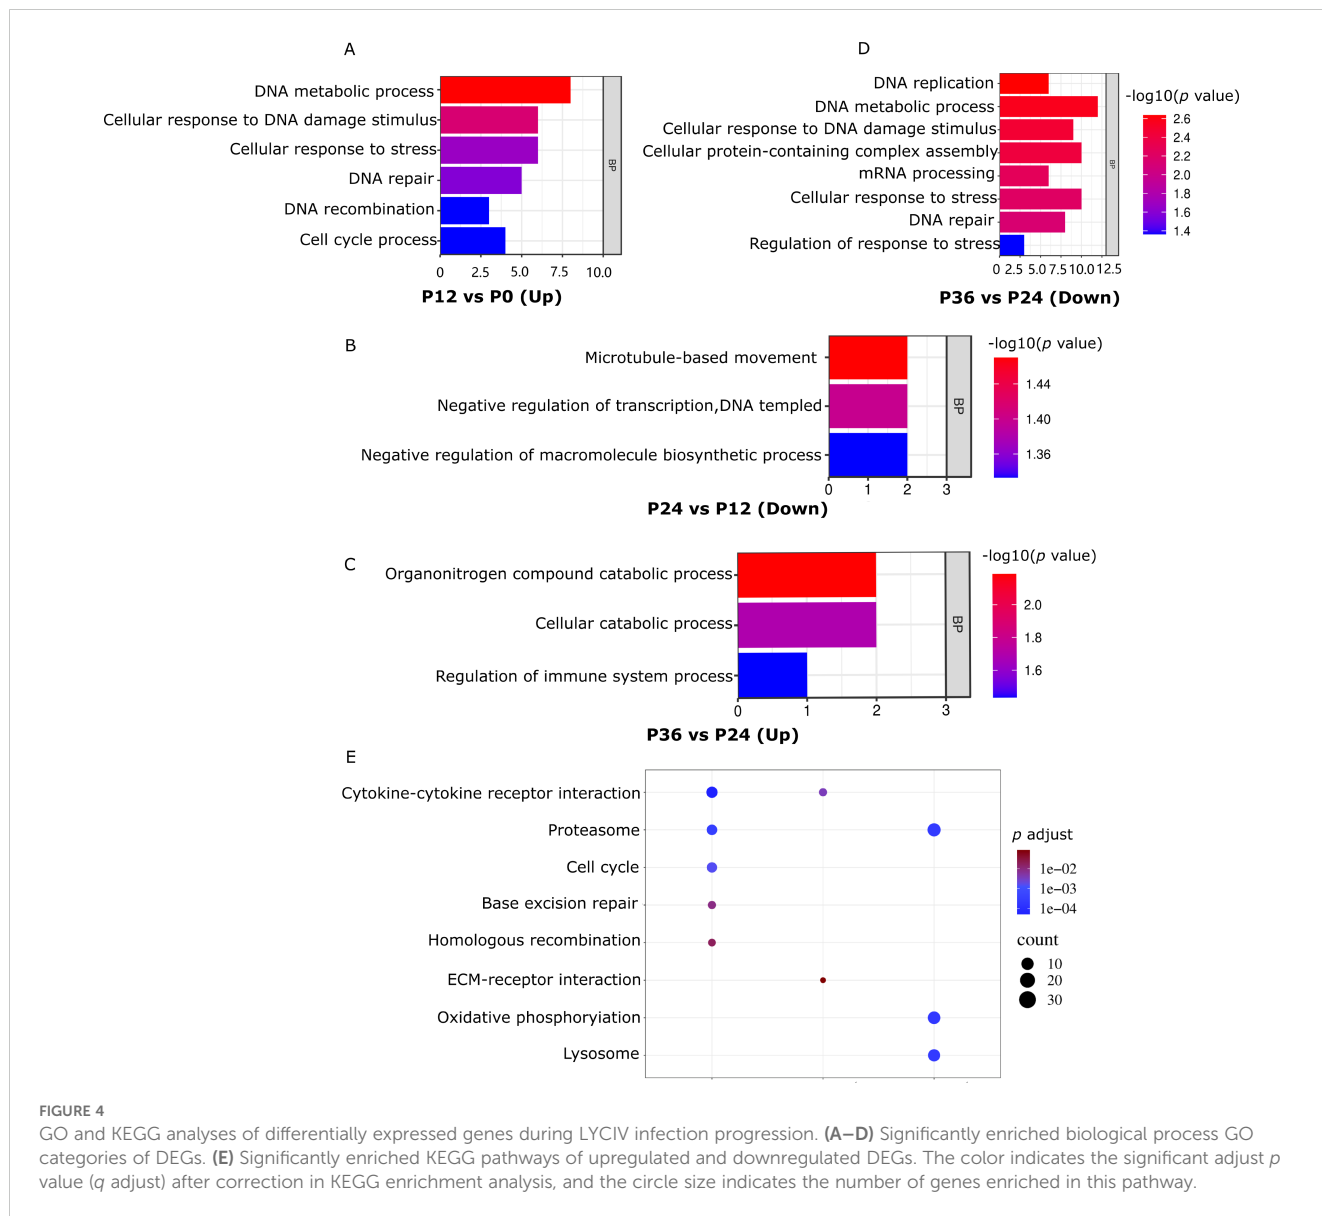 A
DNA metabolic process
Cellular response to DNA damage stimulus
Cellular response to stress
DNA repair
DNA recombination
Cell cycle process
BP
0 2.5 5.0 7.5 10.0
P12 vs P0 (Up)
D
DNA replication
DNA metabolic process
Cellular response to DNA damage stimulus
Cellular protein-containing complex assembly
mRNA processing
Cellular response to stress
DNA repair
Regulation of response to stress
BP
0 2.5 5.0 7.5 10.0 12.5
P36 vs P24 (Down)
-log10(p value)
2.6
2.4
2.2
2.0
1.8
1.6
1.4
B
Microtubule-based movement
Negative regulation of transcription,DNA templed
Negative regulation of macromolecule biosynthetic process
BP
0 1 2 3
P24 vs P12 (Down)
-log10(p value)
1.44
1.40
1.36
C
Organonitrogen compound catabolic process
Cellular catabolic process
Regulation of immune system process
BP
0 1 2 3
P36 vs P24 (Up)
-log10(p value)
2.0
1.8
1.6
E
Cytokine-cytokine receptor interaction
Proteasome
Cell cycle
Base excision repair
Homologous recombination
ECM-receptor interaction
Oxidative phosphoryiation
Lysosome
p adjust
1e−02
1e−03
1e−04
count
10
20
30
FIGURE 4
GO and KEGG analyses of differentially expressed genes during LYCIV infection progression. (A–D) Significantly enriched biological process GO
categories of DEGs. (E) Significantly enriched KEGG pathways of upregulated and downregulated DEGs. The color indicates the significant adjust p
value (q adjust) after correction in KEGG enrichment analysis, and the circle size indicates the number of genes enriched in this pathway.